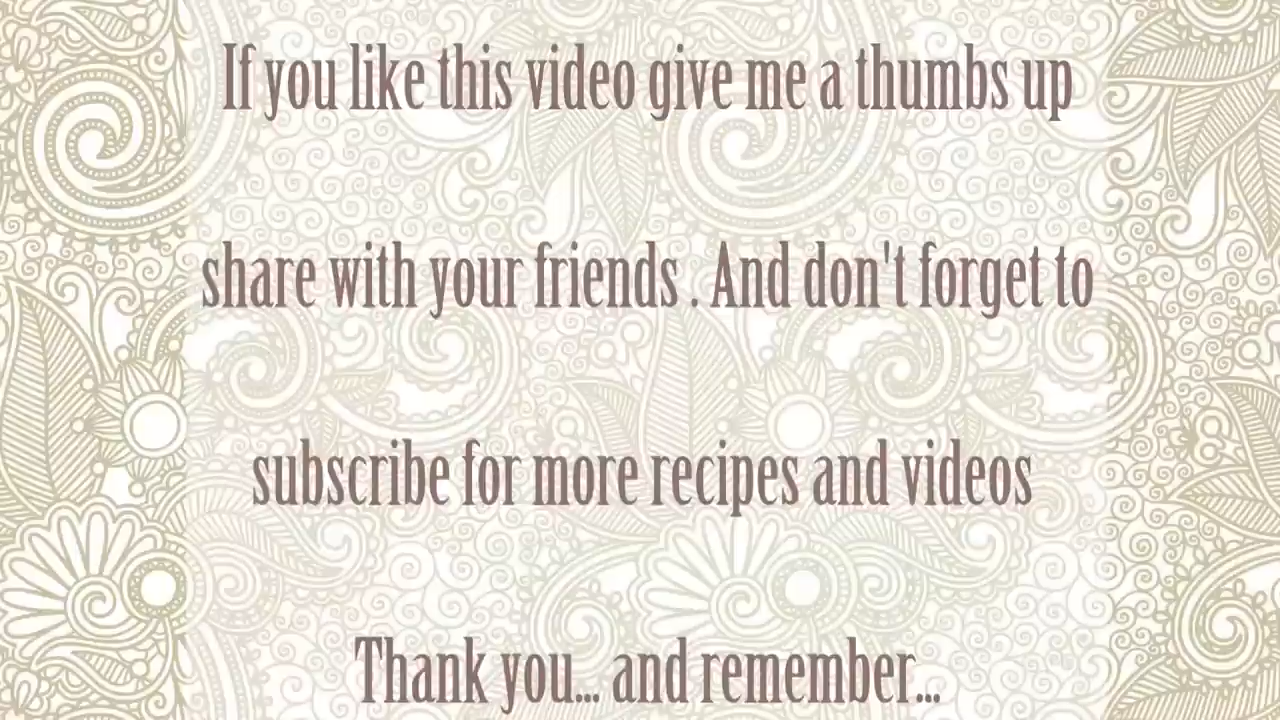 If you like this video give me a thumbs up
share with your friends . And don't forget to
subscribe for more recipes and videos
Thank you... and remember...